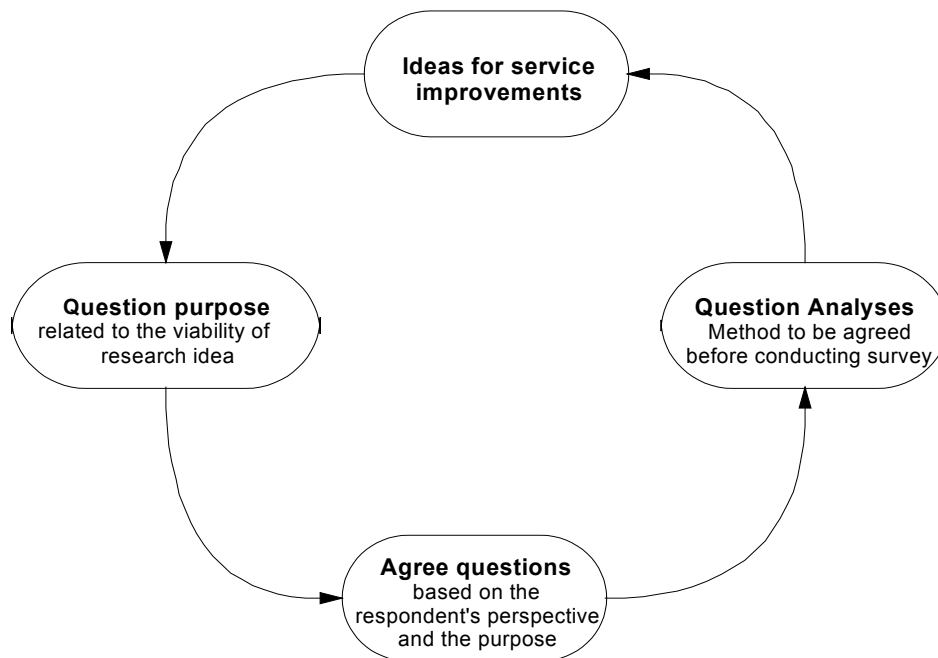 Ideas for service
improvements
Question purpose
related to the viability of
research idea
Question Analyses
Method to be agreed
before conducting survey
Agree questions
based on the
respondent's perspective
and the purpose